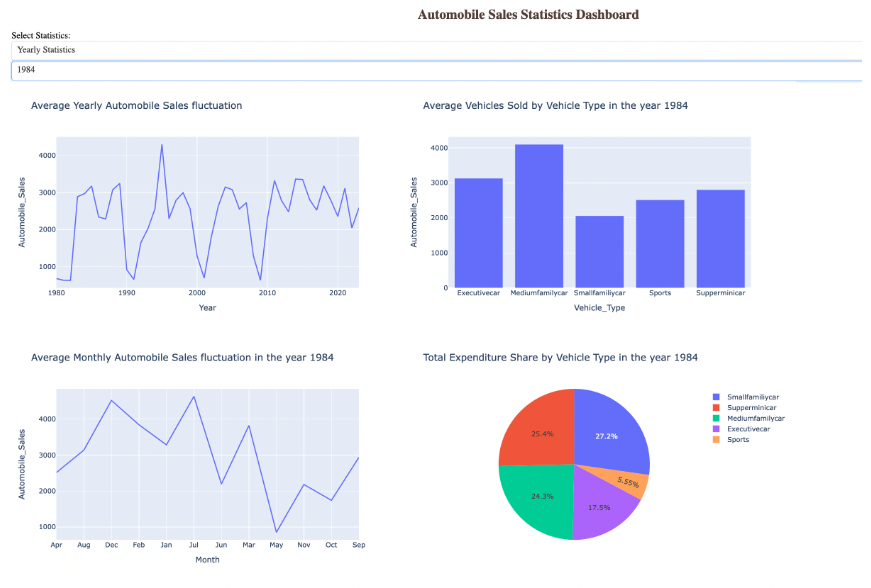 Automobile Sales Statistics Dashboard
Select Statistics:
Yearly Statistics
1984
Average Yearly Automobile Sales fluctuation
4000
3000
2000
1000
Automobile_Sales
1980 1990 2000 2010 2020
Year
Average Vehicles Sold by Vehicle Type in the year 1984
4000
3000
2000
1000
0
Automobile_Sales
Executivecar Mediumfamilycar Smallfamiliycar Sports Supperminicar
Vehicle_Type
Average Monthly Automobile Sales fluctuation in the year 1984
4000
3000
2000
1000
Automobile_Sales
Apr Aug Dec Feb Jan Jul Jun Mar May Nov Oct Sep
Month
Total Expenditure Share by Vehicle Type in the year 1984
25.4%
27.2%
5.55%
24.3%
17.5%
Smallfamiliycar
Supperminicar
Mediumfamilycar
Executivecar
Sports